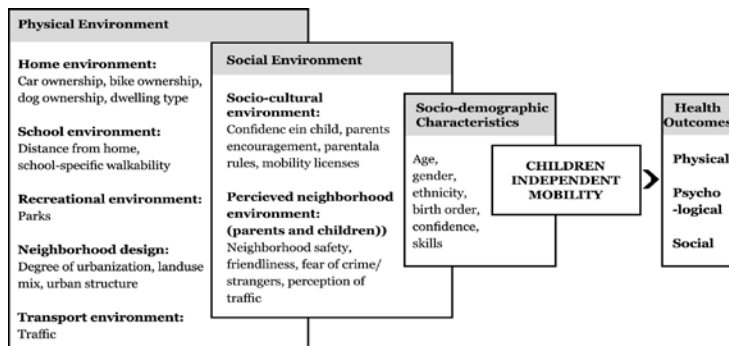 Physical Environment
Home environment:
Car ownership, bike ownership,
dog ownership, dwelling type
School environment:
Distance from home,
school-specific walkability
Recreational environment:
Parks
Neighborhood design:
Degree of urbanization, landuse
mix, urban structure
Transport environment:
Traffic
Social Environment
Socio-cultural
environment:
Confidenc ein child, parents
encouragement, parentala
rules, mobility licenses
Percieved neighborhood
environment:
(parents and children))
Neighborhood safety,
friendliness, fear of crime/
strangers, perception of
traffic
Socio-demographic
Characteristics
Age,
gender,
ethnicity,
birth order,
confidence,
skills
CHILDREN
INDEPENDENT
MOBILITY
Health
Outcomes
Physical
Psycho
-logical
Social